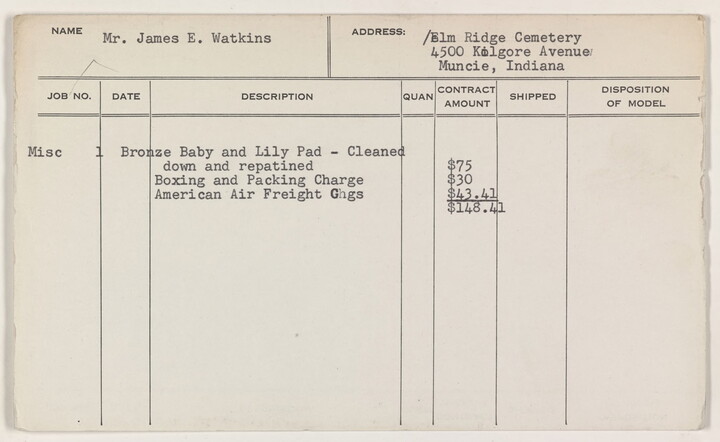 NAME Mr. James E. Watkins ADDRESS: /Elm Ridge Cemetery
4500 Kilgore Avenue
Muncie, Indiana
JOB NO. DATE DESCRIPTION QUAN CONTRACT AMOUNT SHIPPED DISPOSITION OF MODEL
Misc 1 Bronze Baby and Lily Pad - Cleaned
down and repatined $75
Boxing and Packing Charge $30
American Air Freight Chgs $43.41
$148.41